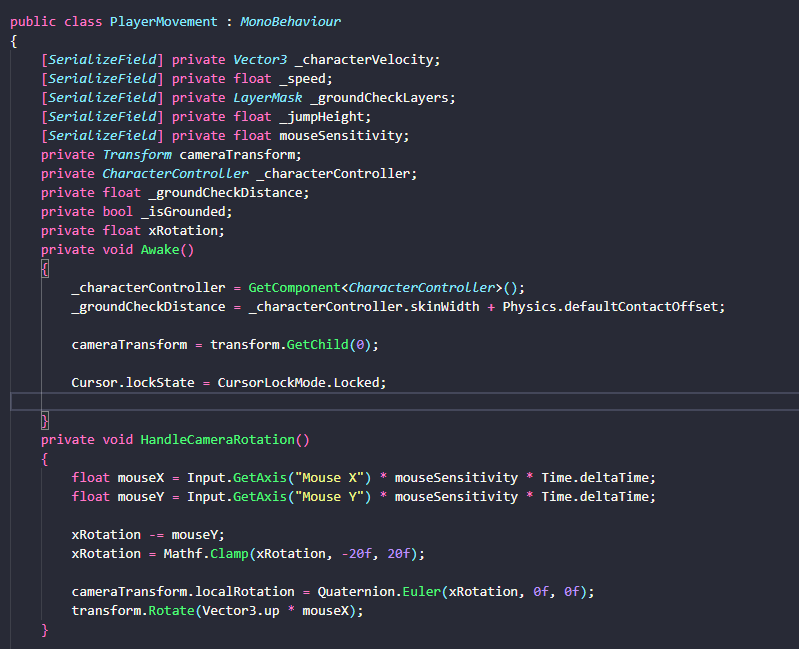 public class PlayerMovement : MonoBehaviour
{
[SerializeField] private Vector3 _characterVelocity;
[SerializeField] private float _speed;
[SerializeField] private LayerMask _groundCheckLayers;
[SerializeField] private float _jumpHeight;
[SerializeField] private float mouseSensitivity;
private Transform cameraTransform;
private CharacterController _characterController;
private float _groundCheckDistance;
private bool _isGrounded;
private float xRotation;
private void Awake()
{
_characterController = GetComponent<CharacterController>();
_groundCheckDistance = _characterController.skinWidth + Physics.defaultContactOffset;
cameraTransform = transform.GetChild(0);
Cursor.lockState = CursorLockMode.Locked;
}
private void HandleCameraRotation()
{
float mouseX = Input.GetAxis("Mouse X") * mouseSensitivity * Time.deltaTime;
float mouseY = Input.GetAxis("Mouse Y") * mouseSensitivity * Time.deltaTime;
xRotation -= mouseY;
xRotation = Mathf.Clamp(xRotation, -20f, 20f);
cameraTransform.localRotation = Quaternion.Euler(xRotation, 0f, 0f);
transform.Rotate(Vector3.up * mouseX);
}